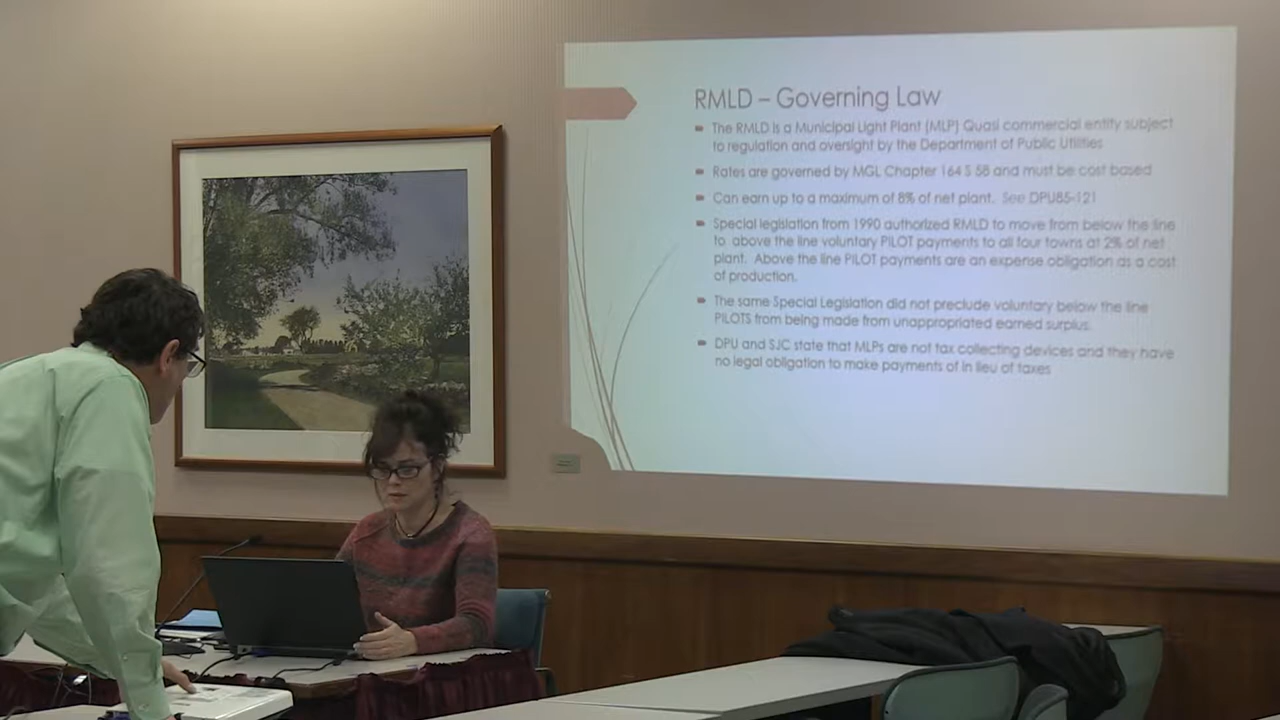 RMLD – Governing Law
The RMLD is a Municipal Light Plant (MLP) Quasi commercial entity subject
to regulation and oversight by the Department of Public Utilities
Rates are governed by MGL Chapter 164 S 58 and must be cost based
Can earn up to a maximum of 8% of net plant. See DPU85-121
Special legislation from 1990 authorized RMLD to move from below the line
to above the line voluntary PILOT payments to all four towns at 2% of net
plant. Above the line PILOT payments are an expense obligation as a cost
of production.
The same Special Legislation did not preclude voluntary below the line
PILOTS from being made from unappropriated earned surplus.
DPU and SJC state that MLPs are not tax collecting devices and they have
no legal obligation to make payments of in lieu of taxes